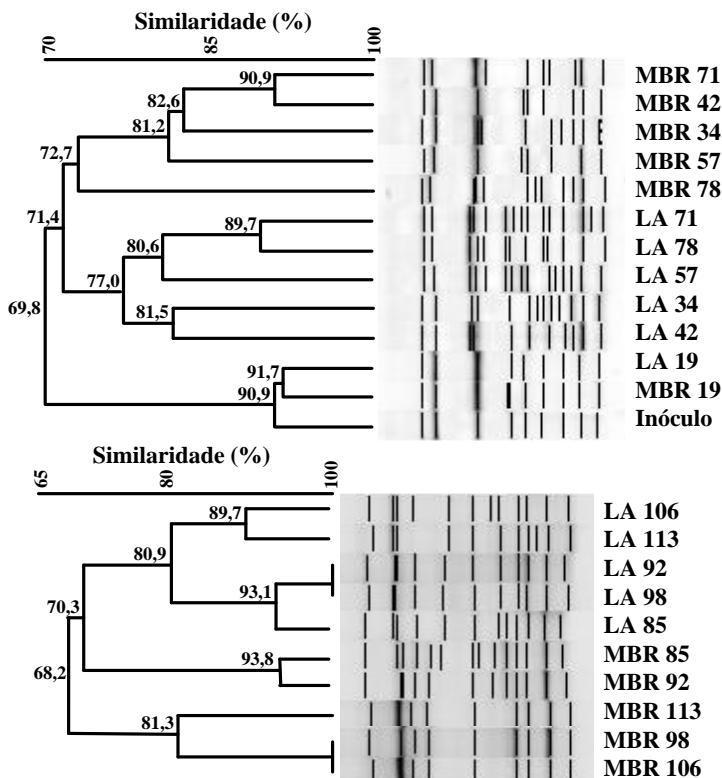 Similaridade (%)
70
85
100
90,9
82,6
81,2
72,7
71,4
89,7
80,6
77,0
81,5
69,8
91,7
90,9
MBR 71
MBR 42
MBR 34
MBR 57
MBR 78
LA 71
LA 78
LA 57
LA 34
LA 42
LA 19
MBR 19
Inóculo
Similaridade (%)
65
80
100
89,7
80,9
93,1
70,3
93,8
68,2
81,3
LA 106
LA 113
LA 92
LA 98
LA 85
MBR 85
MBR 92
MBR 113
MBR 98
MBR 106